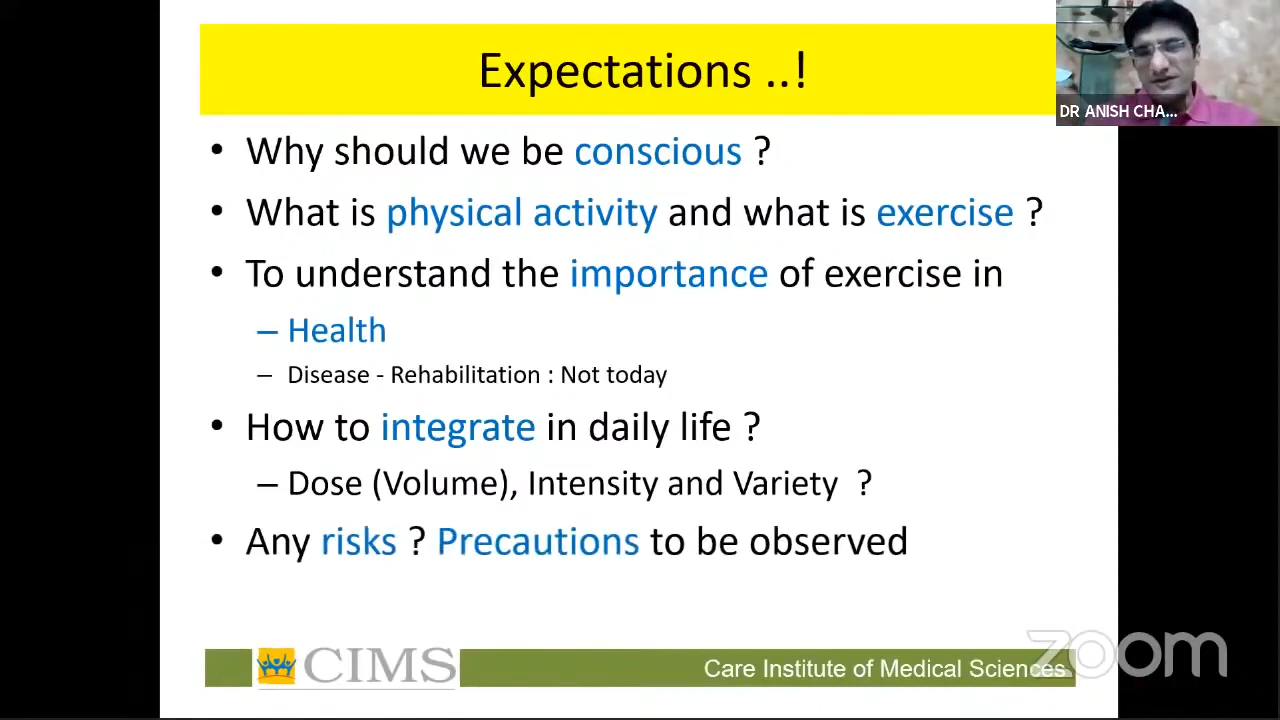 Expectations ..!
DR ANISH CHA...
• Why should we be conscious ?
• What is physical activity and what is exercise ?
• To understand the importance of exercise in
– Health
– Disease - Rehabilitation : Not today
• How to integrate in daily life ?
– Dose (Volume), Intensity and Variety ?
• Any risks ? Precautions to be observed
CIMS
Care Institute of Medical Sciences
zoom